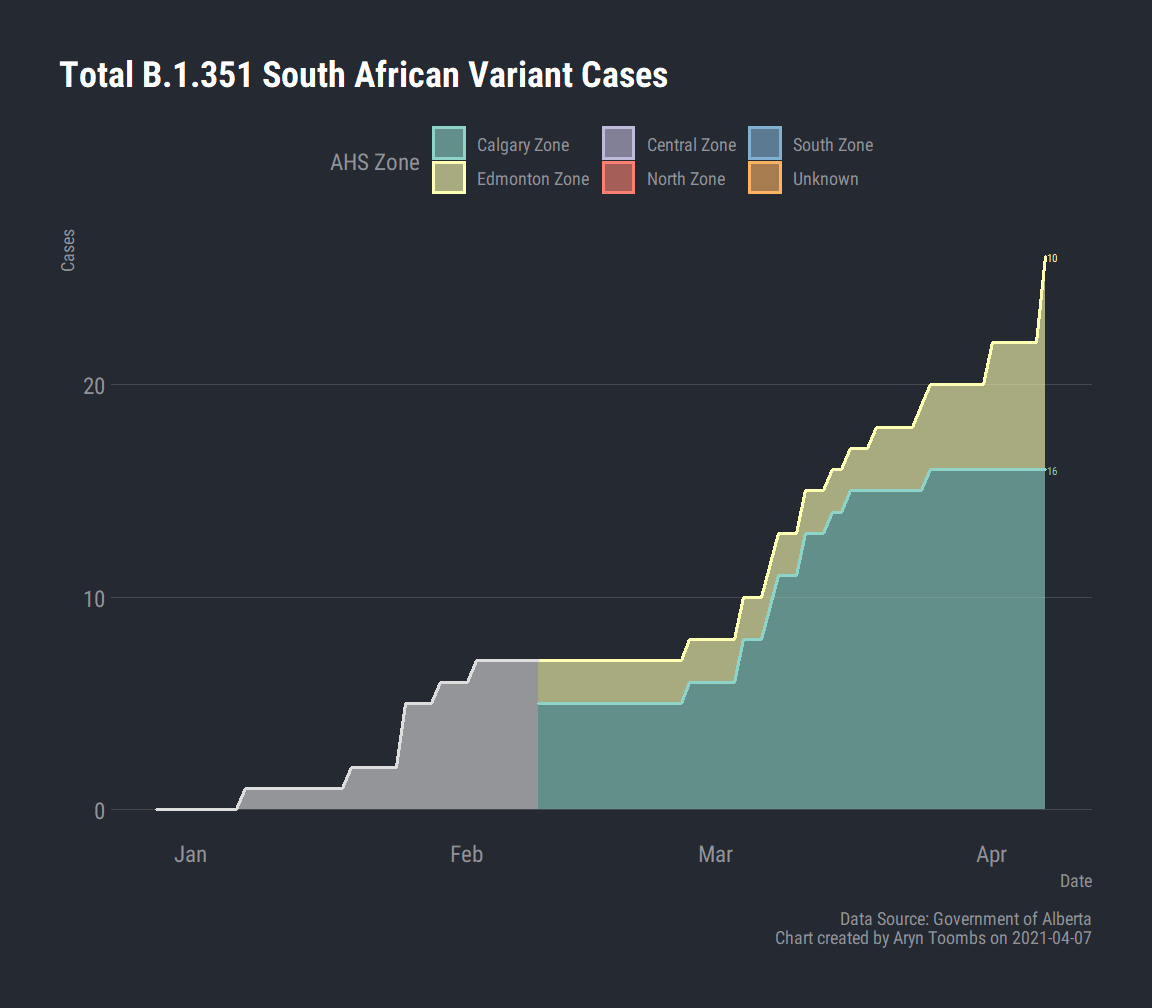 Total B.1.351 South African Variant Cases
AHS Zone
Calgary Zone
Central Zone
South Zone
Edmonton Zone
North Zone
Unknown
Cases
10
20
16
10
0
Jan
Feb
Mar
Apr
Date
Data Source: Government of Alberta
Chart created by Aryn Toombs on 2021-04-07